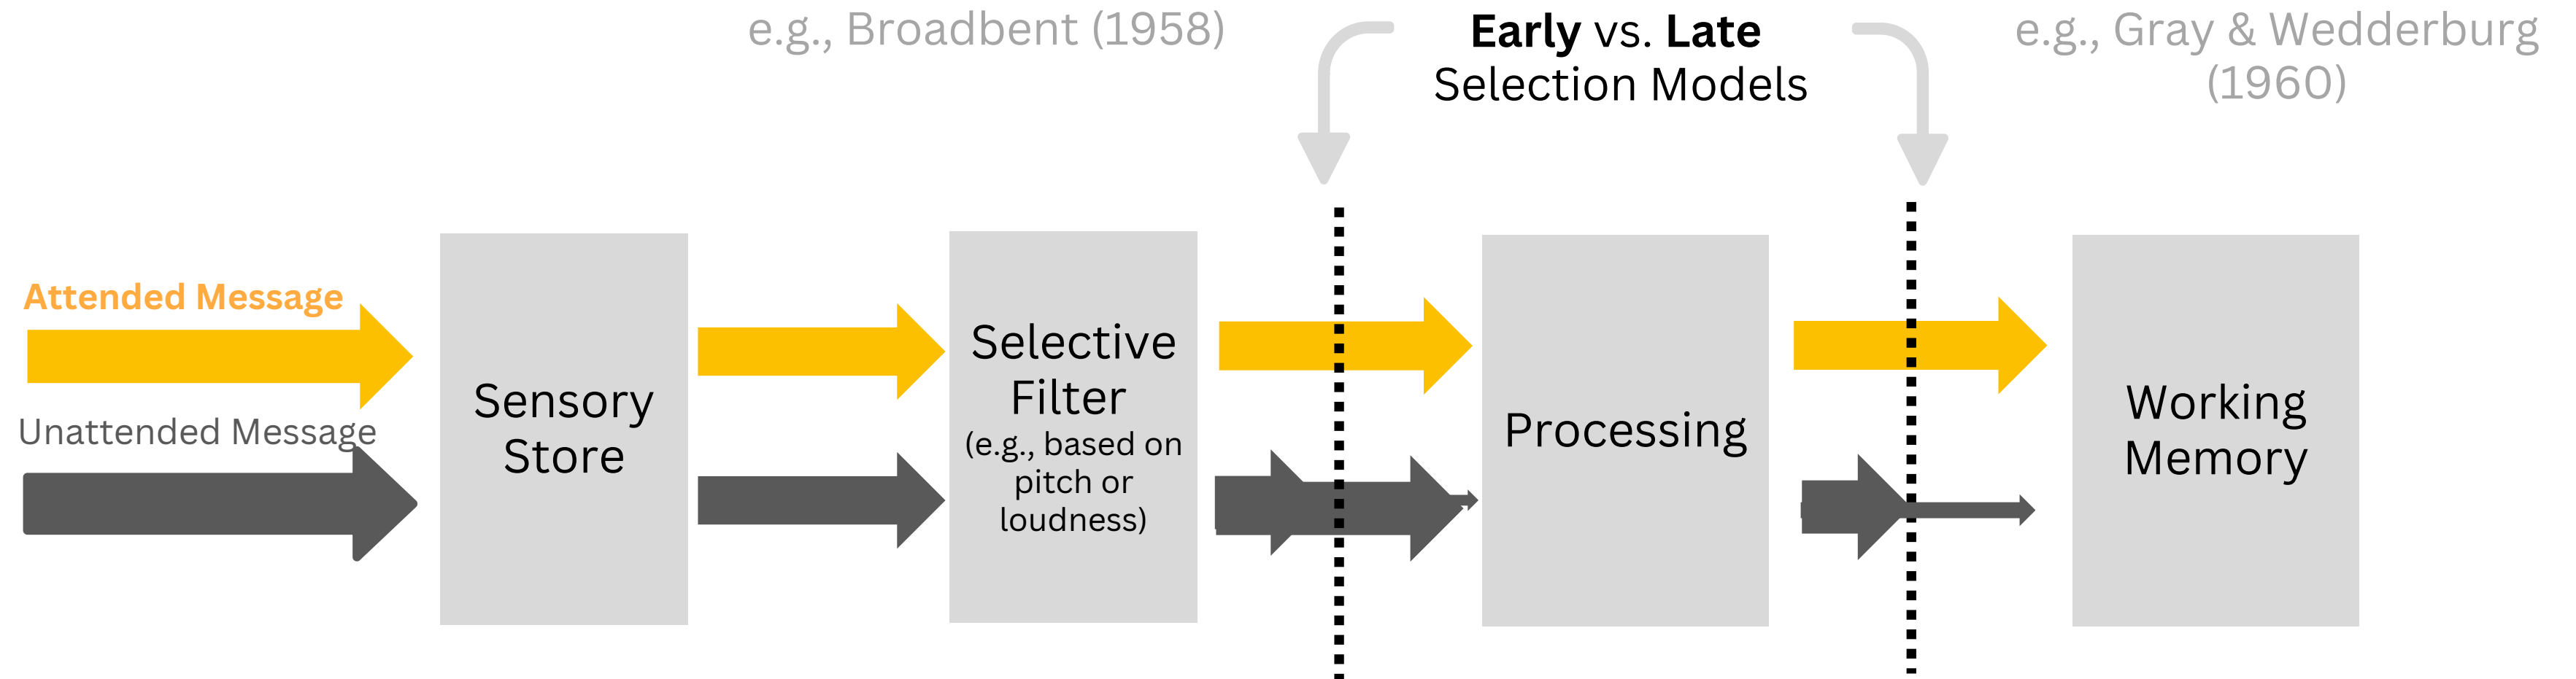 e.g., Broadbent (1958)
Early vs. Late
Selection Models
e.g., Gray & Wedderburg
(1960)
Attended Message
Unattended Message
Sensory
Store
Selective
Filter
(e.g., based on
pitch or
loudness)
Processing
Working
Memory